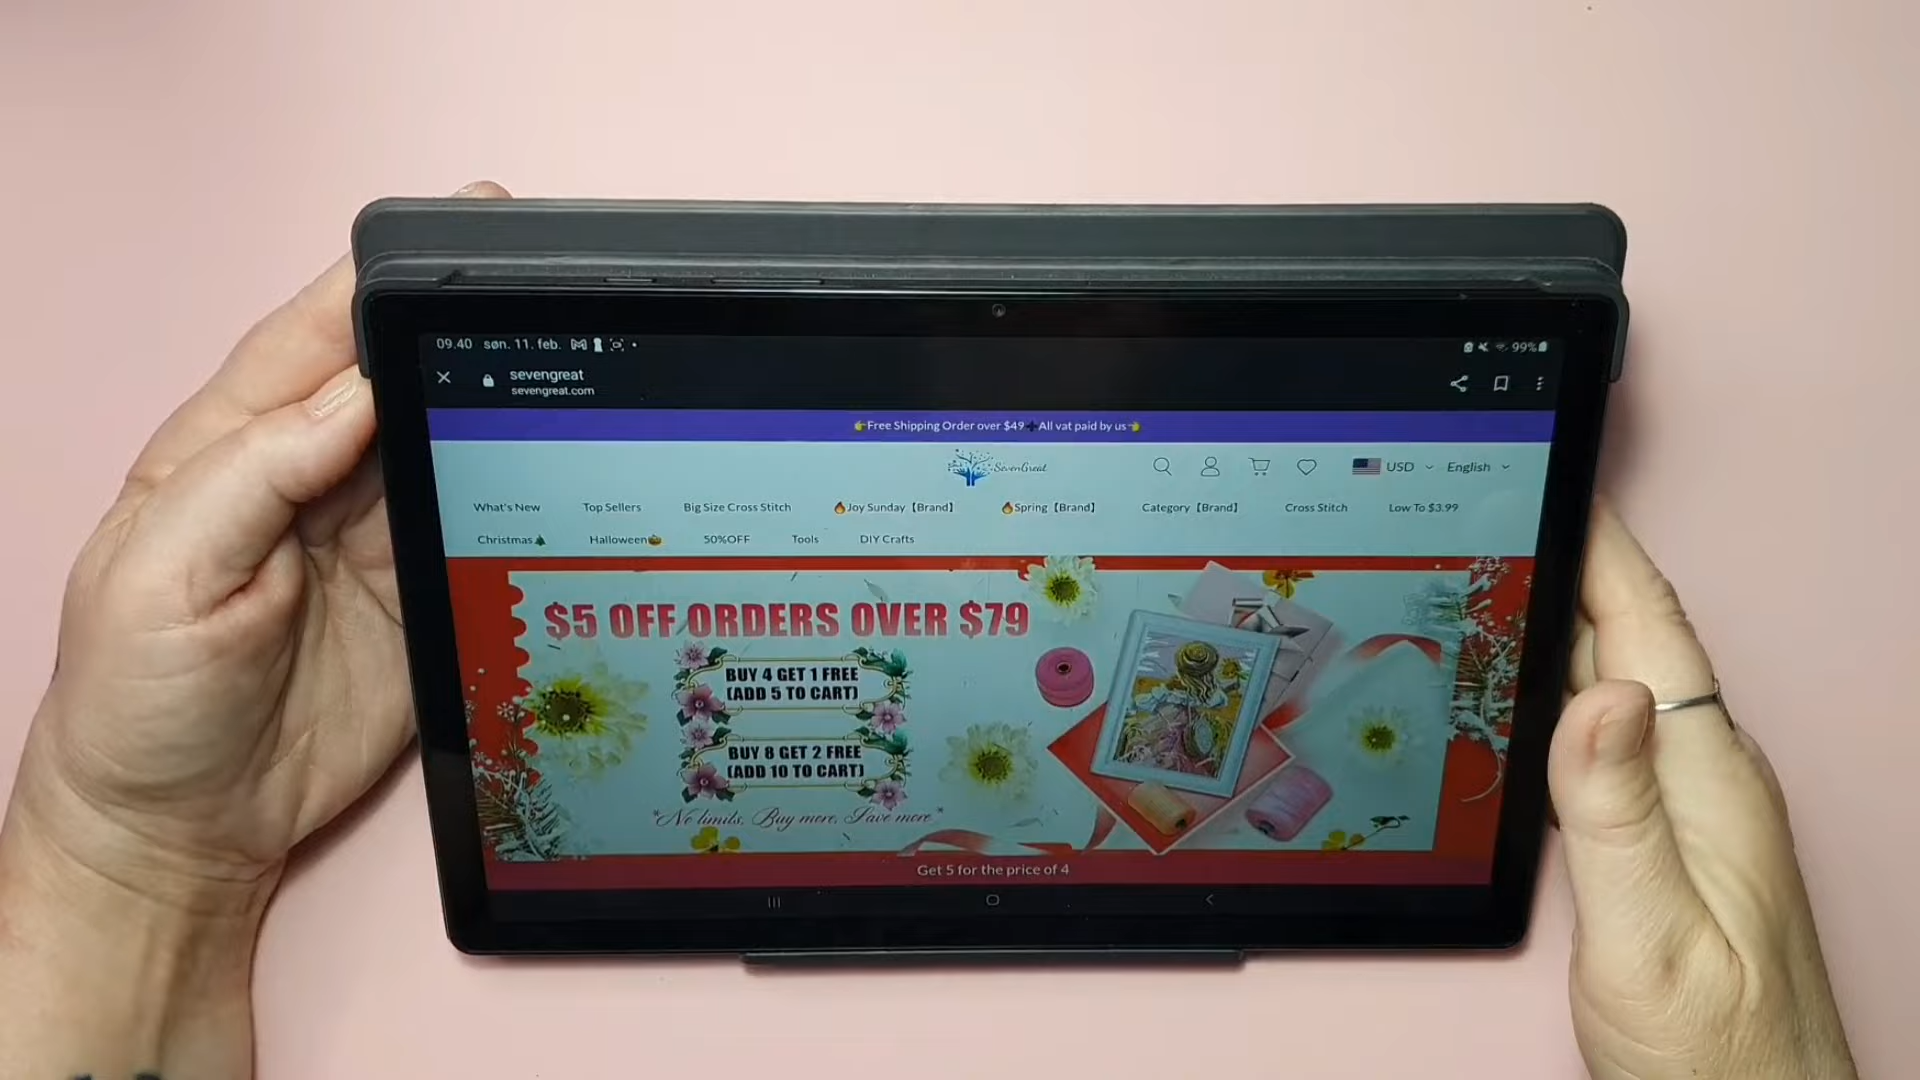 09.40 søn. 11. feb. 99%
sevengreat
sevengreat.com
👉Free Shipping Order over $49➕All vat paid by us👈
SevenGreat USD English
What's New Top Sellers Big Size Cross Stitch 🔥Joy Sunday【Brand】 🔥Spring【Brand】 Category【Brand】 Cross Stitch Low To $3.99
Christmas🎄 Halloween🎃 50%OFF Tools DIY Crafts
$5 OFF ORDERS OVER $79
BUY 4 GET 1 FREE
(ADD 5 TO CART)
BUY 8 GET 2 FREE
(ADD 10 TO CART)
*No limits, Buy more, Save more*
Get 5 for the price of 4